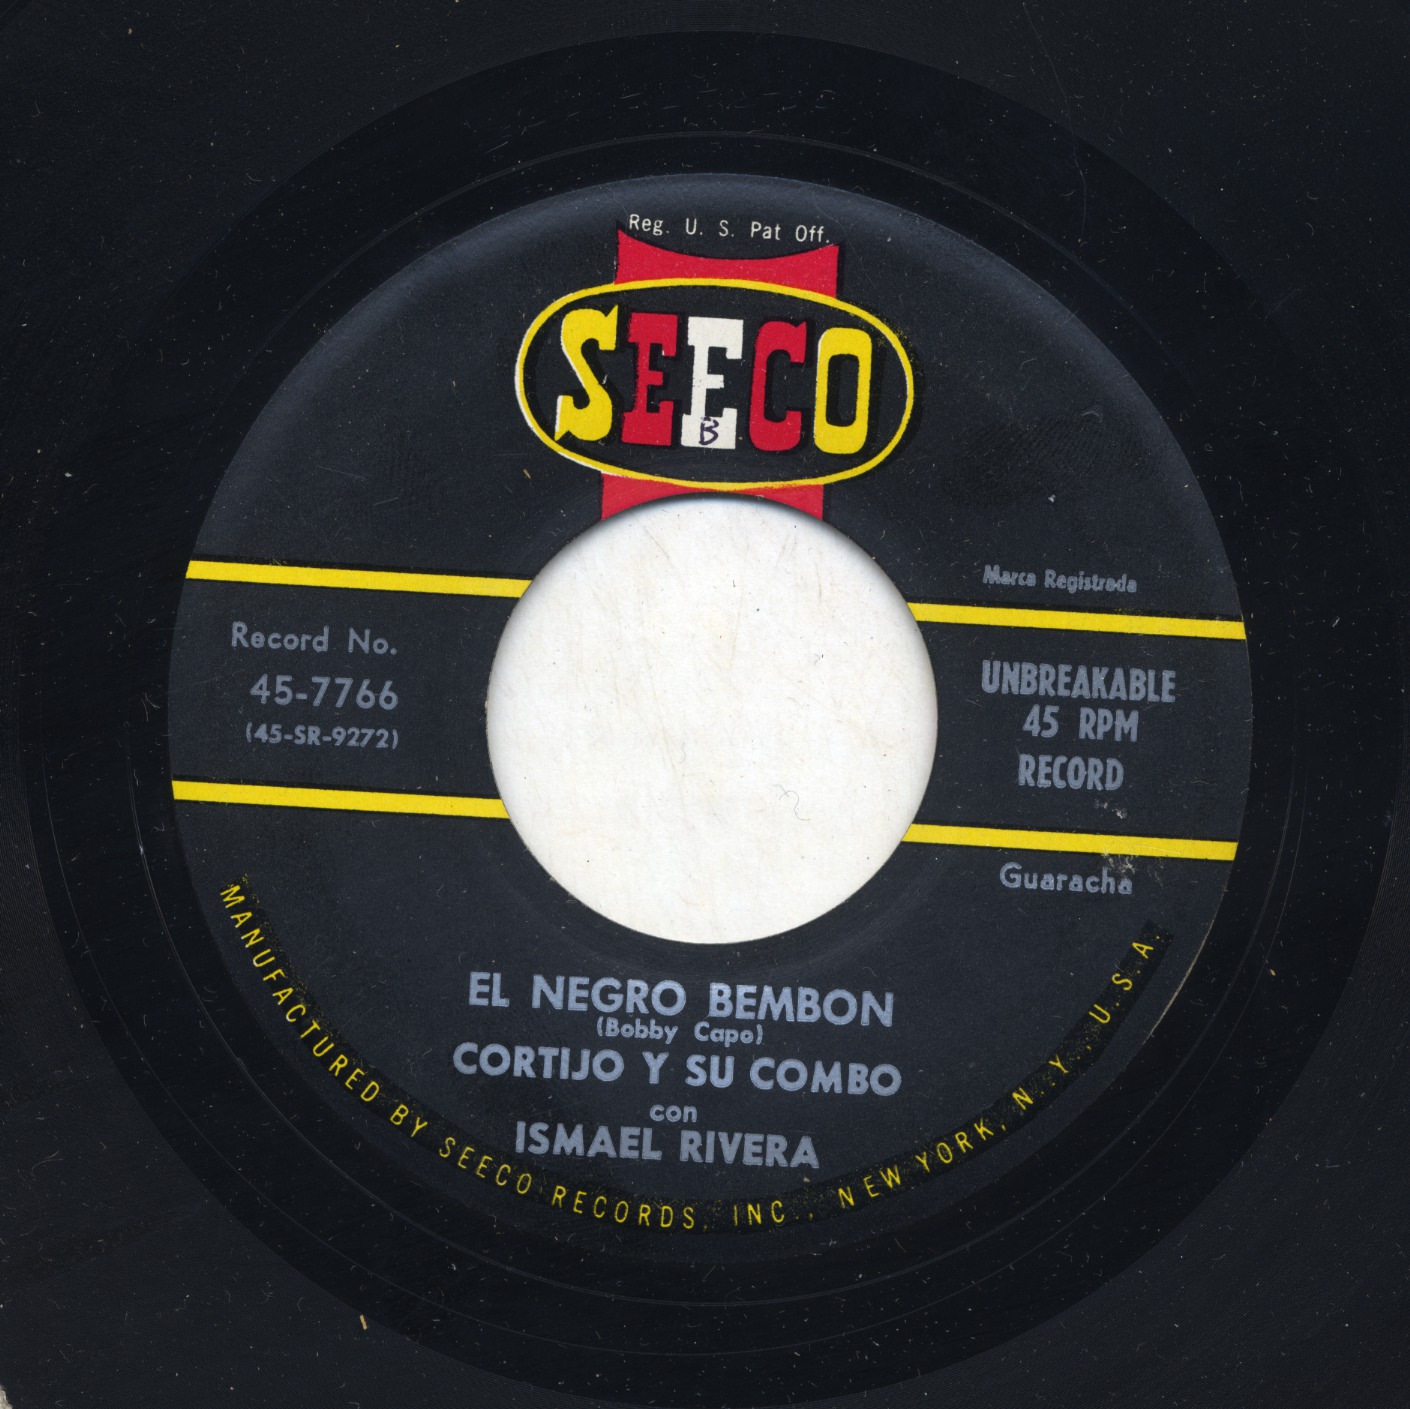 Reg. U. S. Pat Off.
SEECO
B
Marca Registrada
Record No.
45-7766
(45-SR-9272)
UNBREAKABLE
45 RPM
RECORD
Guaracha
EL NEGRO BEMBON
(Bobby Capo)
CORTIJO Y SU COMBO
con
ISMAEL RIVERA
MANUFACTURED BY SEECO RECORDS, INC., NEW YORK, N. Y., U. S. A.